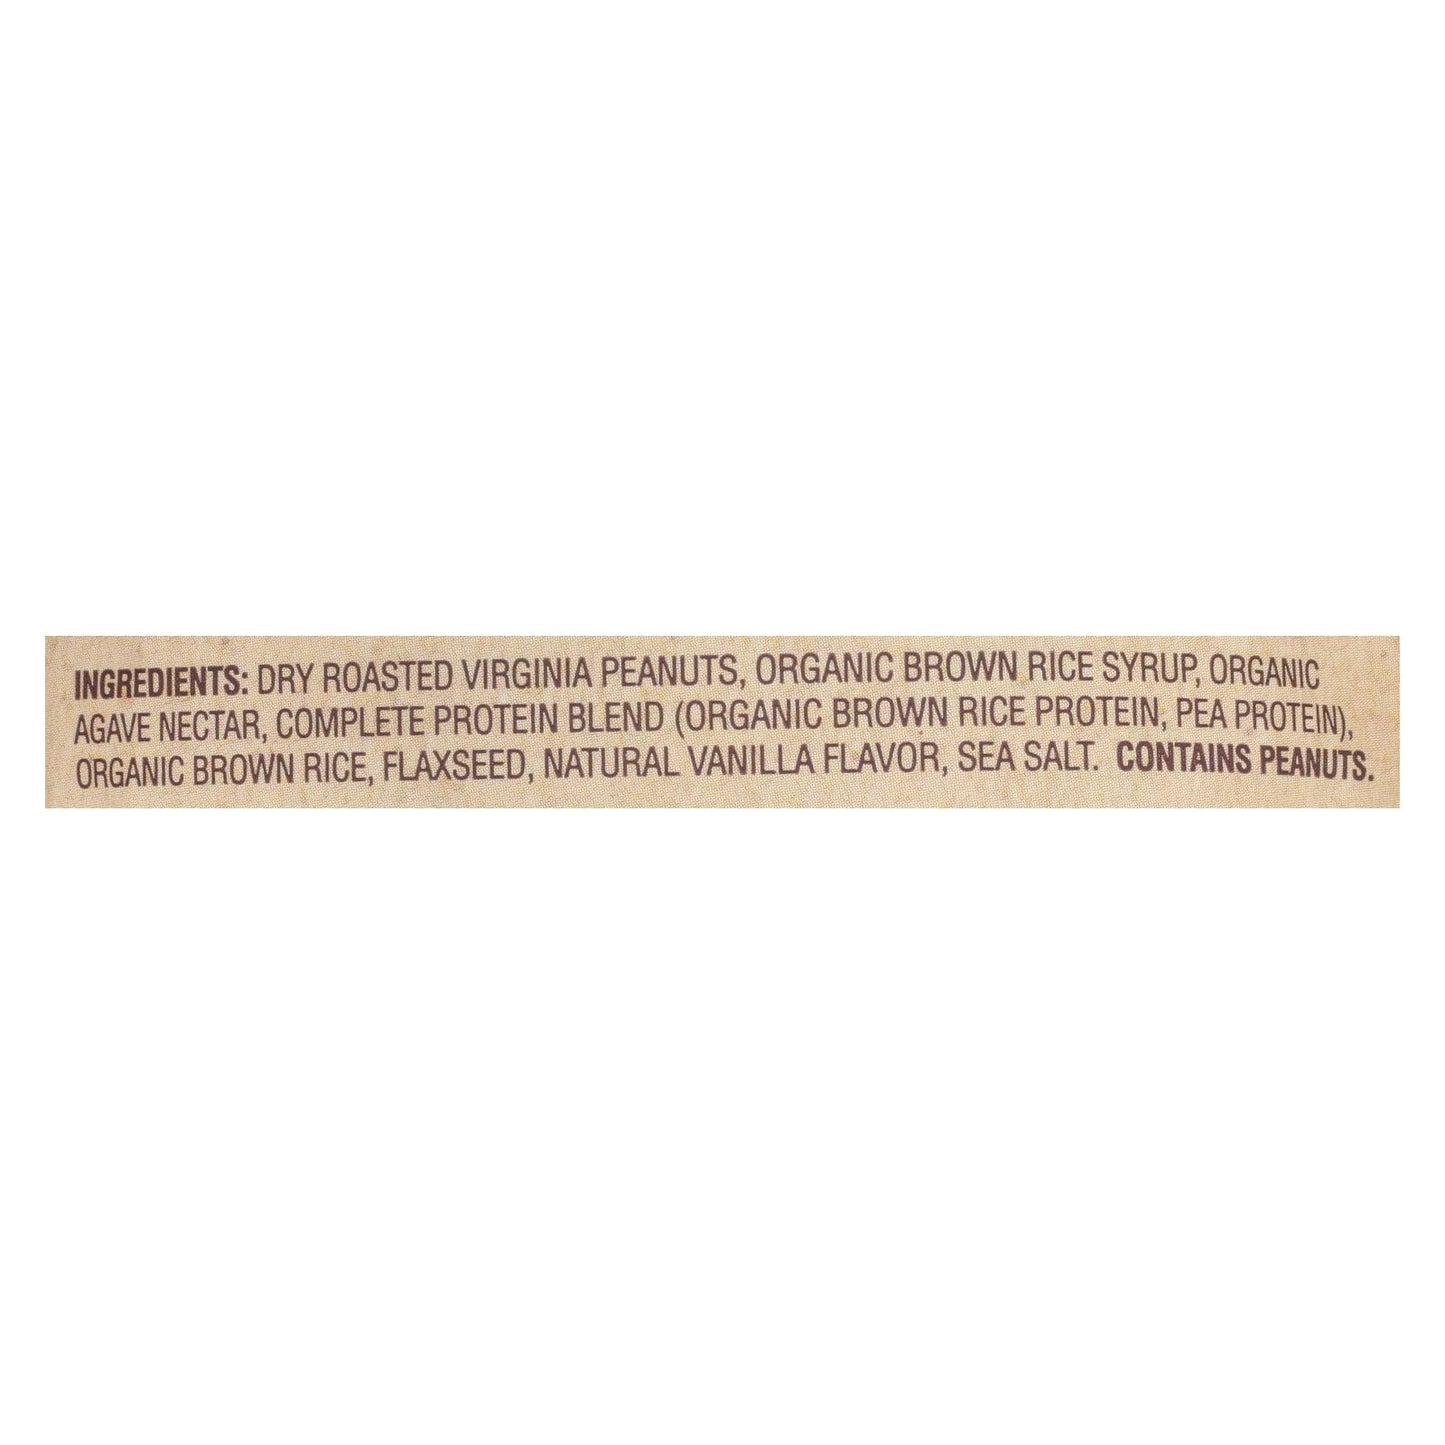 INGREDIENTS: DRY ROASTED VIRGINIA PEANUTS, ORGANIC BROWN RICE SYRUP, ORGANIC
AGAVE NECTAR, COMPLETE PROTEIN BLEND (ORGANIC BROWN RICE PROTEIN, PEA PROTEIN),
ORGANIC BROWN RICE, FLAXSEED, NATURAL VANILLA FLAVOR, SEA SALT. CONTAINS PEANUTS.